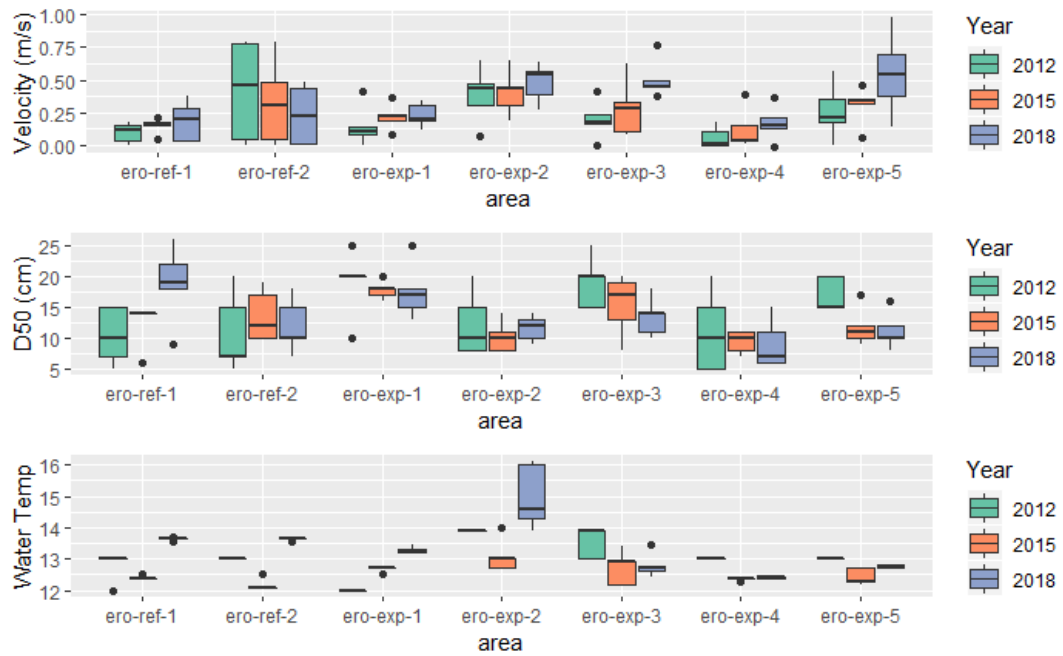 Velocity (m/s)
1.00
0.75
0.50
0.25
0.00
ero-ref-1 ero-ref-2 ero-exp-1 ero-exp-2 ero-exp-3 ero-exp-4 ero-exp-5
area
Year
2012
2015
2018
D50 (cm)
25
20
15
10
5
ero-ref-1 ero-ref-2 ero-exp-1 ero-exp-2 ero-exp-3 ero-exp-4 ero-exp-5
area
Year
2012
2015
2018
Water Temp
16
15
14
13
12
ero-ref-1 ero-ref-2 ero-exp-1 ero-exp-2 ero-exp-3 ero-exp-4 ero-exp-5
area
Year
2012
2015
2018